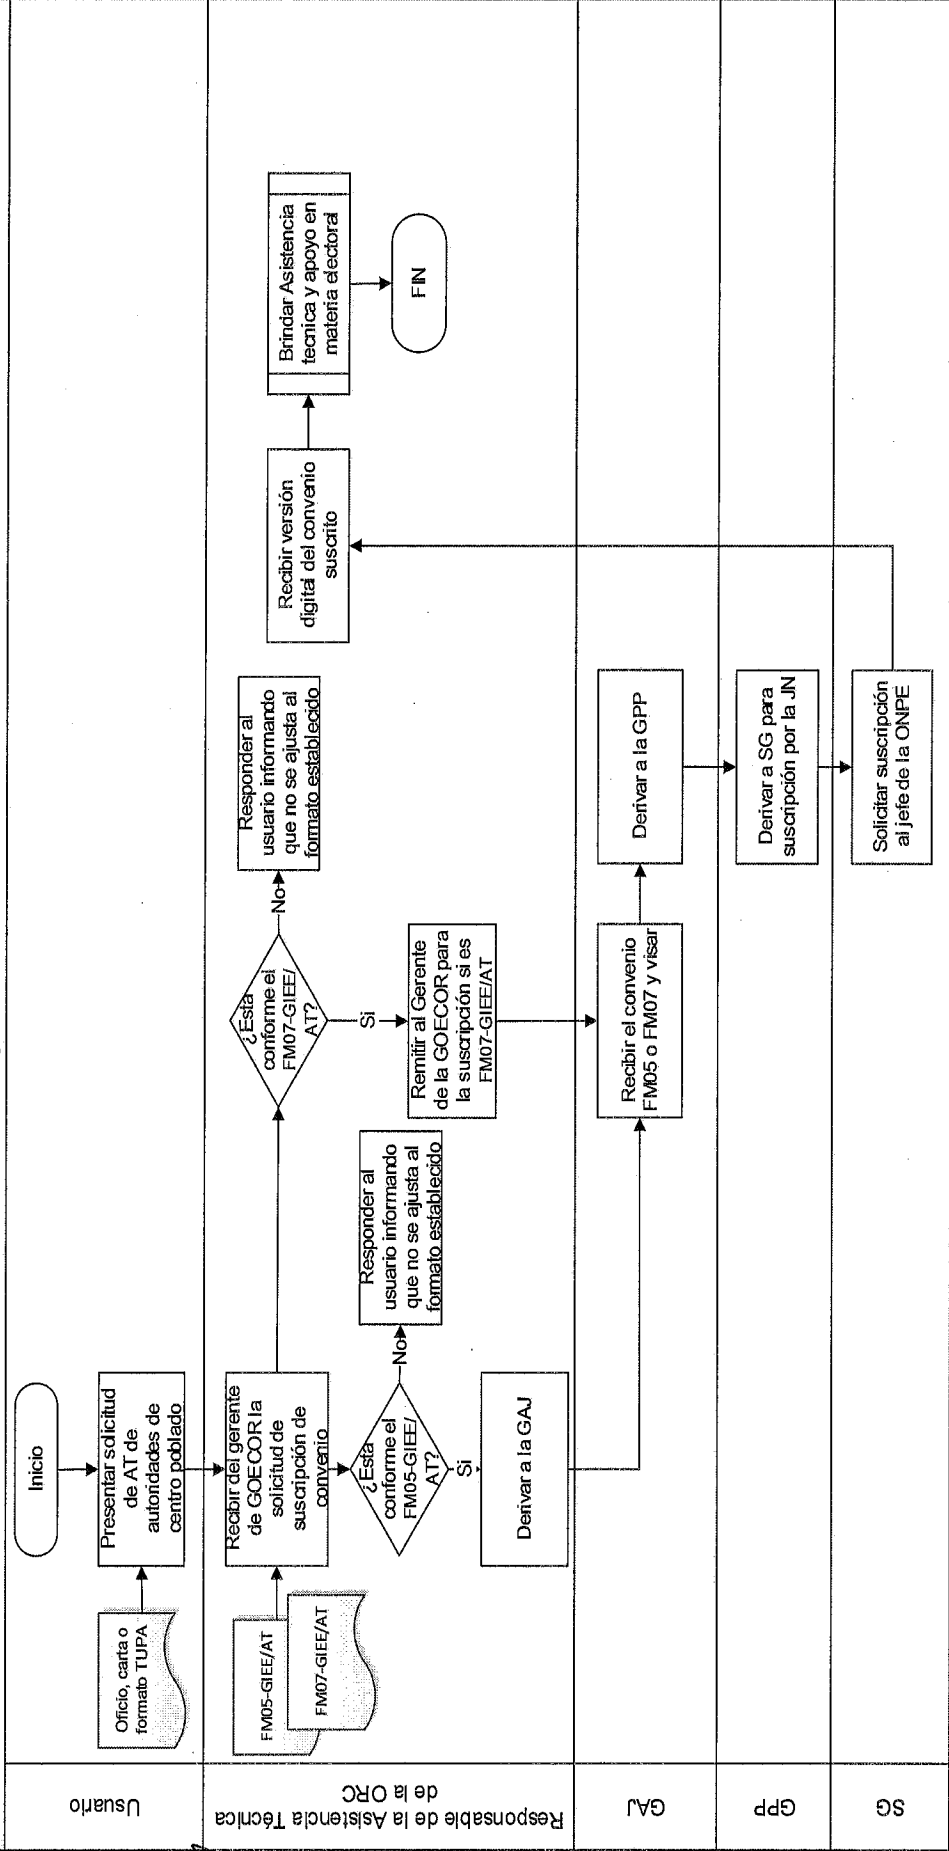 Usuario
Responsable de la Asistencia Técnica
de la ORC
GAJ
GPP
SG
Oficio, carta o
formato TUPA
Inicio
Presentar solicitud
de AT de
autoridades de
centro poblado
FM05-GIEE/AT
FM07-GIEE/AT
Recibir del gerente
de GOECOR la
solicitud de
suscripción de
convenio
¿Esta
conforme el
FM05-GIEE/
AT?
No
Responder al
usuario informando
que no se ajusta al
formato establecido
Si
Derivar a la GAJ
¿Esta
conforme el
FM07-GIEE/
AT?
No
Responder al
usuario informando
que no se ajusta al
formato establecido
Si
Remitir al Gerente
de la GOECOR para
la suscripción si es
FM07-GIEE/AT
Recibir el convenio
FM05 o FM07 y visar
Derivar a la GPP
Derivar a SG para
suscripción por la JN
Solicitar suscripción
al jefe de la ONPE
Recibir versión
digital del convenio
suscrito
Brindar Asistencia
tecnica y apoyo en
materia electoral
FIN